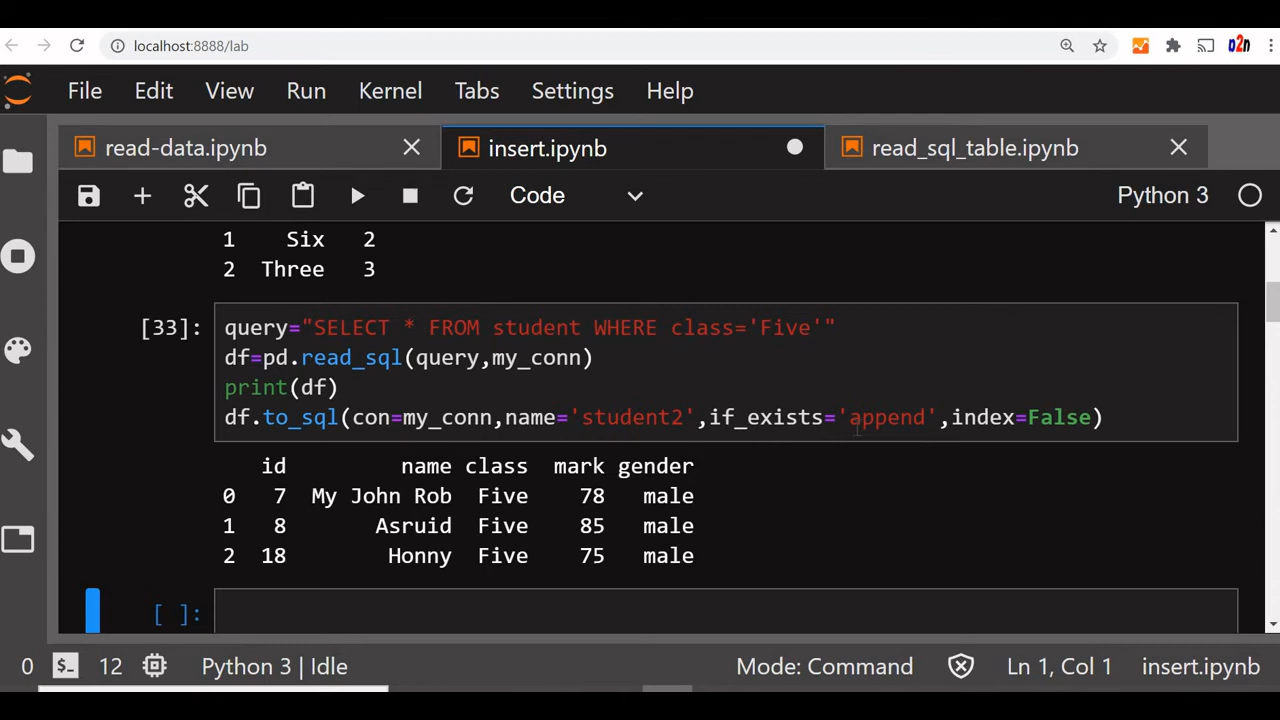 localhost:8888/lab
File Edit View Run Kernel Tabs Settings Help
read-data.ipynb insert.ipynb read_sql_table.ipynb
Code Python 3
1 Six 2
2 Three 3
[33]: query="SELECT * FROM student WHERE class='Five'"
df=pd.read_sql(query,my_conn)
print(df)
df.to_sql(con=my_conn,name='student2',if_exists='append',index=False)
id name class mark gender
0 7 My John Rob Five 78 male
1 8 Asruid Five 85 male
2 18 Honny Five 75 male
[ ]:
0 $_ 12 Python 3 | Idle Mode: Command Ln 1, Col 1 insert.ipynb